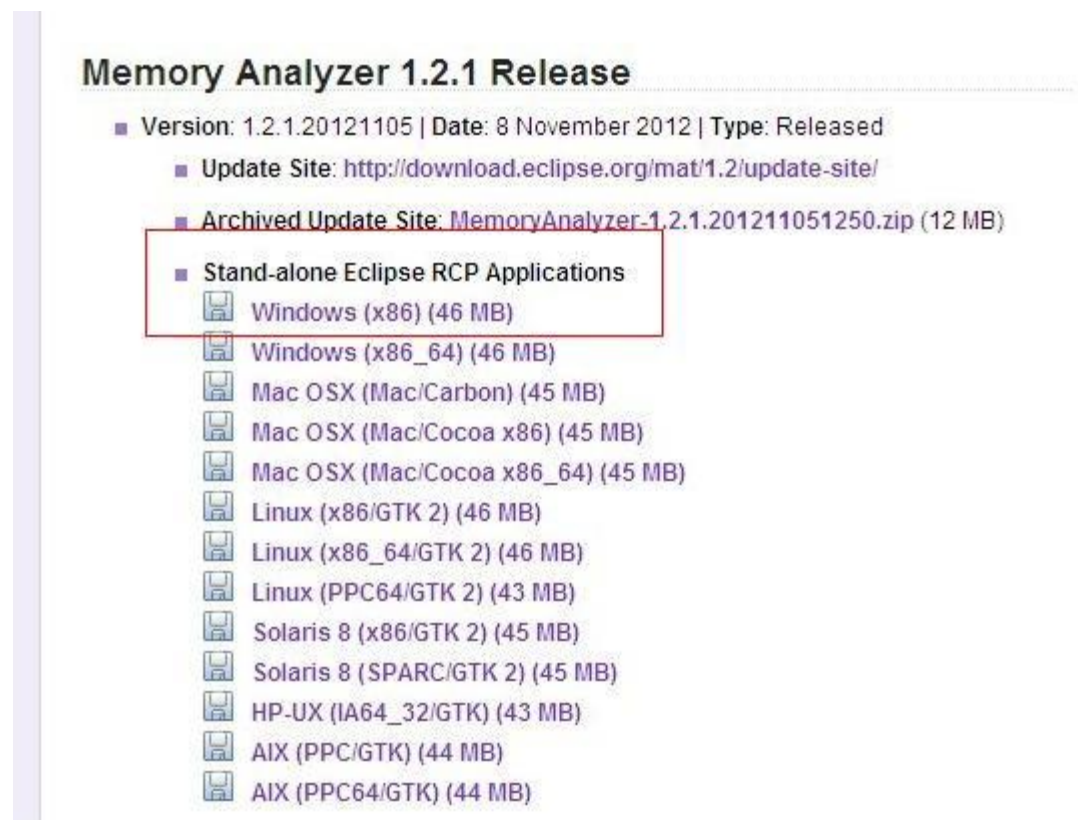 Memory Analyzer 1.2.1 Release
Version: 1.2.1.20121105 | Date: 8 November 2012 | Type: Released
Update Site: http://download.eclipse.org/mat/1.2/update-site/
Archived Update Site: MemoryAnalyzer-1.2.1.201211051250.zip (12 MB)
Stand-alone Eclipse RCP Applications
Windows (x86) (46 MB)
Windows (x86_64) (46 MB)
Mac OSX (Mac/Carbon) (45 MB)
Mac OSX (Mac/Cocoa x86) (45 MB)
Mac OSX (Mac/Cocoa x86_64) (45 MB)
Linux (x86/GTK 2) (46 MB)
Linux (x86_64/GTK 2) (46 MB)
Linux (PPC64/GTK 2) (43 MB)
Solaris 8 (x86/GTK 2) (45 MB)
Solaris 8 (SPARC/GTK 2) (45 MB)
HP-UX (IA64_32/GTK) (43 MB)
AIX (PPC/GTK) (44 MB)
AIX (PPC64/GTK) (44 MB)